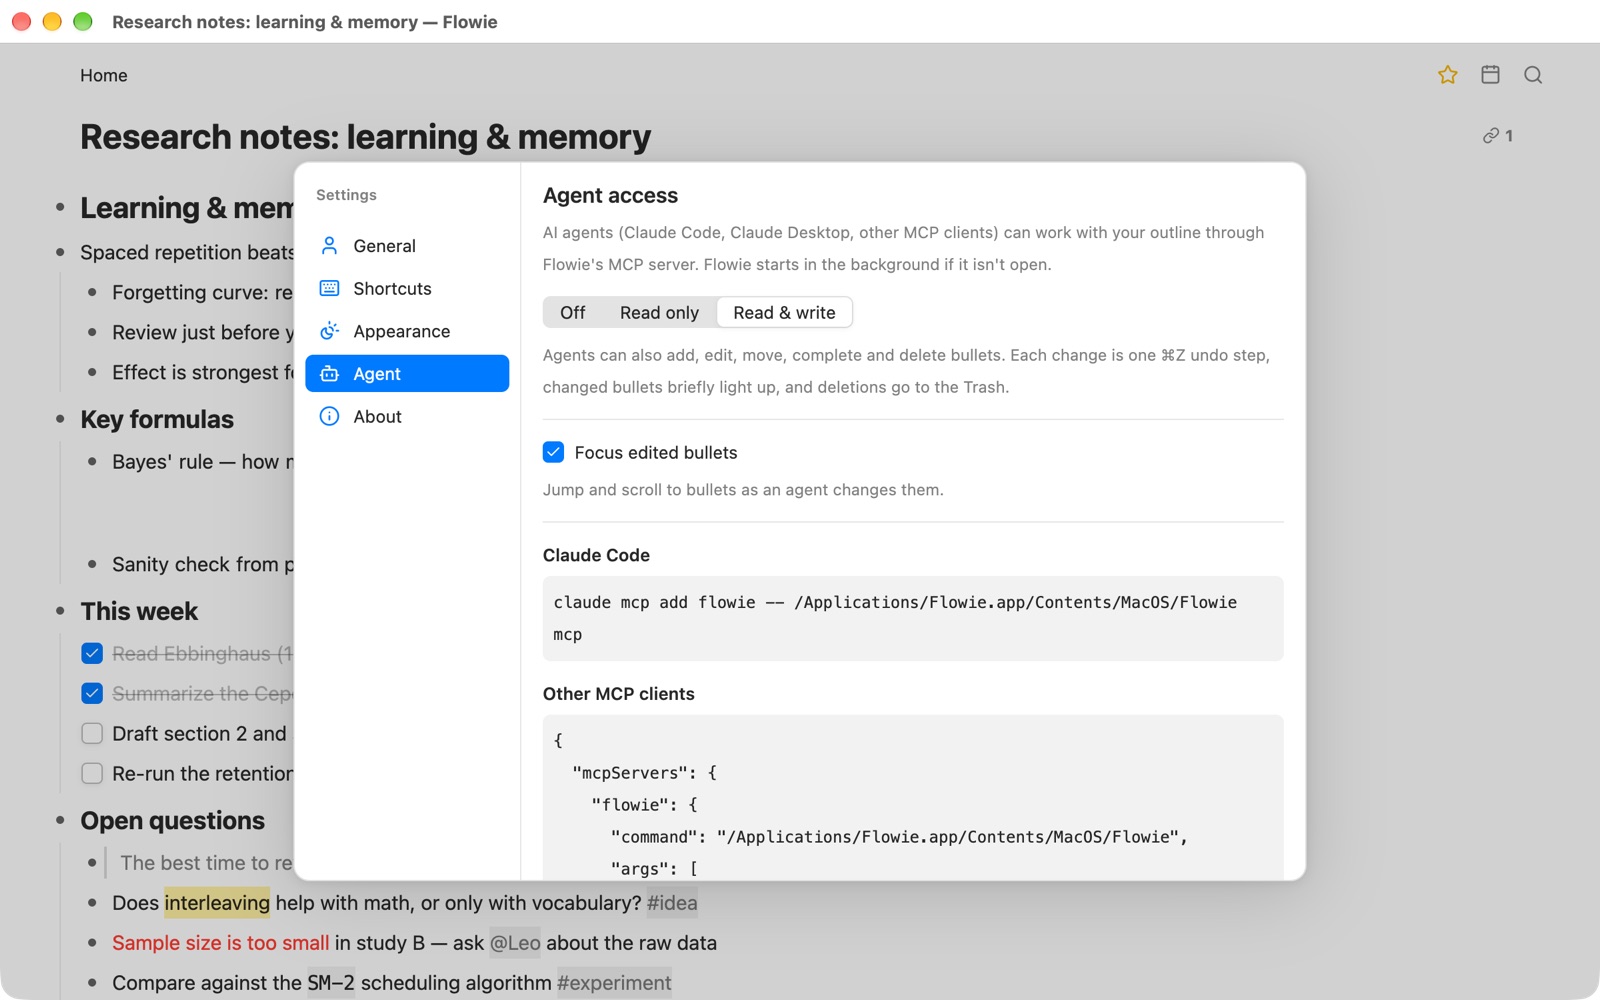 Research notes: learning & memory — Flowie
Home
Research notes: learning & memory
1
Learning & mem
Spaced repetition beats
Forgetting curve: re
Review just before y
Effect is strongest fo
Key formulas
Bayes' rule — how m
Sanity check from p
This week
Read Ebbinghaus (1
Summarize the Cepe
Draft section 2 and
Re-run the retention
Open questions
The best time to re
Does interleaving help with math, or only with vocabulary? #idea
Sample size is too small in study B — ask @Leo about the raw data
Compare against the SM-2 scheduling algorithm #experiment
Settings
General
Shortcuts
Appearance
Agent
About
Agent access
AI agents (Claude Code, Claude Desktop, other MCP clients) can work with your outline through
Flowie's MCP server. Flowie starts in the background if it isn't open.
Off Read only Read & write
Agents can also add, edit, move, complete and delete bullets. Each change is one ⌘Z undo step,
changed bullets briefly light up, and deletions go to the Trash.
Focus edited bullets
Jump and scroll to bullets as an agent changes them.
Claude Code
claude mcp add flowie -- /Applications/Flowie.app/Contents/MacOS/Flowie
mcp
Other MCP clients
{
"mcpServers": {
"flowie": {
"command": "/Applications/Flowie.app/Contents/MacOS/Flowie",
"args": [